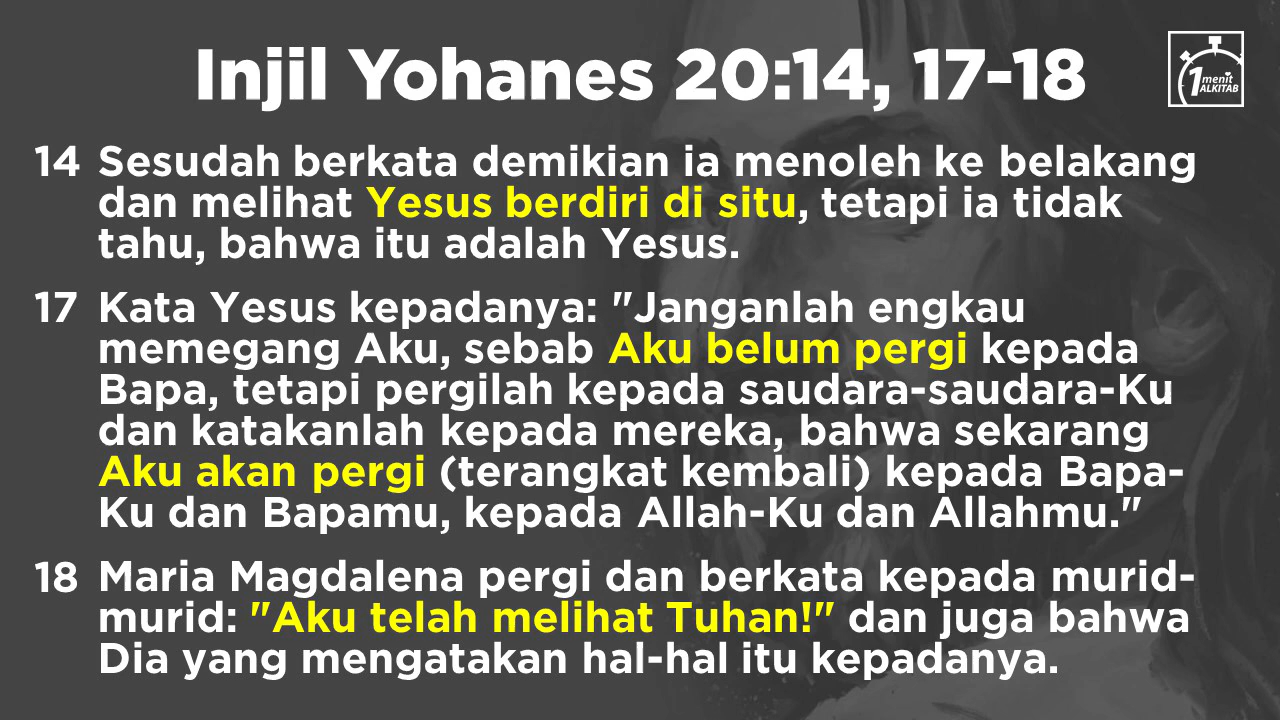 Injil Yohanes 20:14, 17-18
1 menit
ALKITAB
14 Sesudah berkata demikian ia menoleh ke belakang
dan melihat Yesus berdiri di situ, tetapi ia tidak
tahu, bahwa itu adalah Yesus.
17 Kata Yesus kepadanya: "Janganlah engkau
memegang Aku, sebab Aku belum pergi kepada
Bapa, tetapi pergilah kepada saudara-saudara-Ku
dan katakanlah kepada mereka, bahwa sekarang
Aku akan pergi (terangkat kembali) kepada Bapa-
Ku dan Bapamu, kepada Allah-Ku dan Allahmu."
18 Maria Magdalena pergi dan berkata kepada murid-
murid: "Aku telah melihat Tuhan!" dan juga bahwa
Dia yang mengatakan hal-hal itu kepadanya.